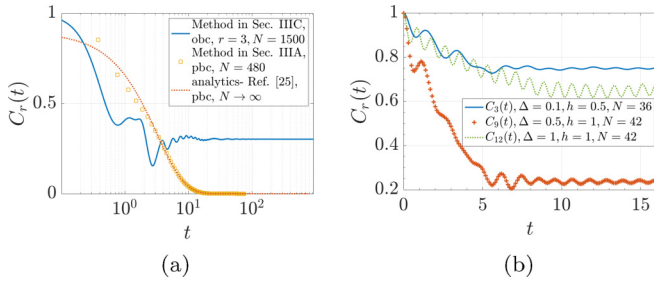 1
0.5
0
C_r(t)
Method in Sec. IIIC,
obc, r = 3, N = 1500
Method in Sec. IIIA,
pbc, N = 480
analytics- Ref. [25],
pbc, N → ∞
10^0
10^1
10^2
t
(a)
1
0.8
0.6
0.4
0.2
C_r(t)
C_3(t), Δ = 0.1, h = 0.5, N = 36
C_9(t), Δ = 0.5, h = 1, N = 42
C_12(t), Δ = 1, h = 1, N = 42
0
5
10
15
t
(b)